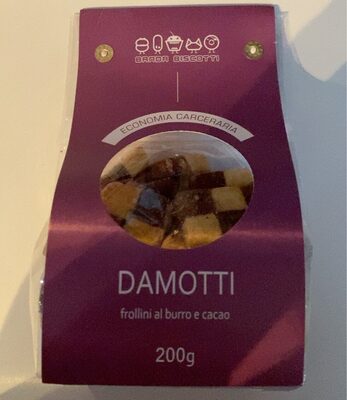 BANDA BISCOTTI
ECONOMIA CARCERARIA
DAMOTTI
frollini al burro e cacao
200g